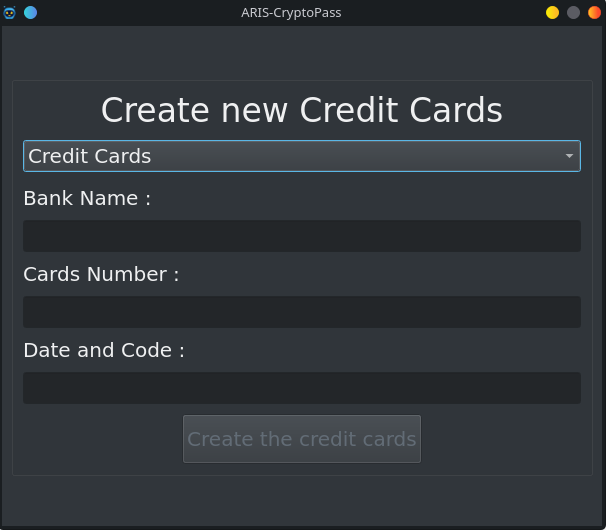 ARIS-CryptoPass
Create new Credit Cards
Credit Cards
Bank Name :
Cards Number :
Date and Code :
Create the credit cards